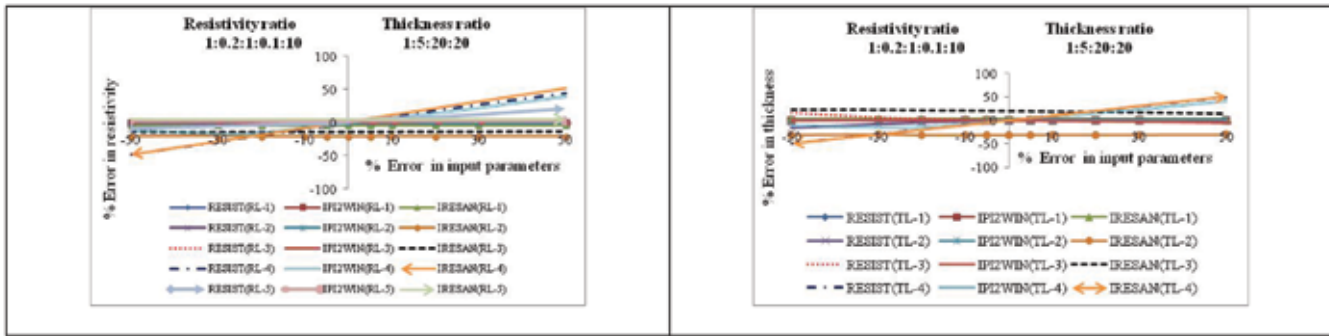 Resistivity ratio Thickness ratio
1:0.2:1:0.1:10 1:5:20:20
100
50
0
-50 -30 -10 10 30 50
-50
-100
% Error in resistivity
% Error in input parameters
RESIST(RL-1) IPI2WIN(RL-1) IRESAN(RL-1)
RESIST(RL-2) IPI2WIN(RL-2) IRESAN(RL-2)
RESIST(RL-3) IPI2WIN(RL-3) IRESAN(RL-3)
RESIST(RL-4) IPI2WIN(RL-4) IRESAN(RL-4)
RESIST(RL-5) IPI2WIN(RL-5) IRESAN(RL-5)
Resistivity ratio Thickness ratio
1:0.2:1:0.1:10 1:5:20:20
100
50
0
-50 -30 -10 10 30 50
-50
-100
% Error in thickness
% Error in input parameters
RESIST(TL-1) IPI2WIN(TL-1) IRESAN(TL-1)
RESIST(TL-2) IPI2WIN(TL-2) IRESAN(TL-2)
RESIST(TL-3) IPI2WIN(TL-3) IRESAN(TL-3)
RESIST(TL-4) IPI2WIN(TL-4) IRESAN(TL-4)